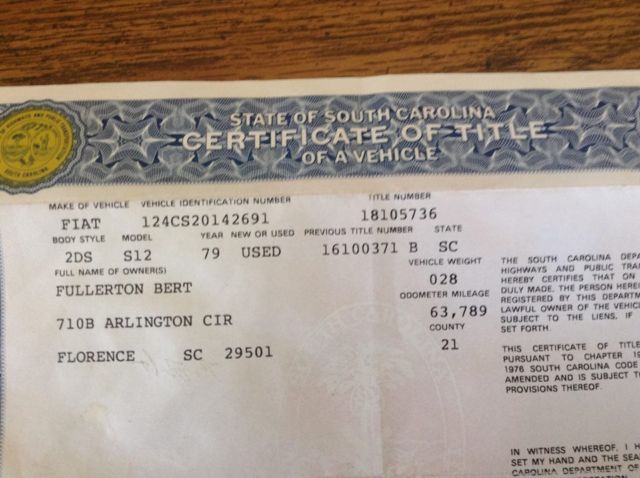 STATE OF SOUTH CAROLINA
CERTIFICATE OF TITLE
OF A VEHICLE
MAKE OF VEHICLE VEHICLE IDENTIFICATION NUMBER TITLE NUMBER
FIAT 124CS20142691 18105736
BODY STYLE MODEL YEAR NEW OR USED PREVIOUS TITLE NUMBER STATE
2DS S12 79 USED 16100371 B SC
FULL NAME OF OWNER(S) VEHICLE WEIGHT
FULLERTON BERT 028
ODOMETER MILEAGE
710B ARLINGTON CIR 63,789
COUNTY
FLORENCE SC 29501 21
THE SOUTH CAROLINA DEPA
HIGHWAYS AND PUBLIC TRA
HEREBY CERTIFIES THAT ON
DULY MADE, THE PERSON HERE
REGISTERED BY THIS DEPARTM
LAWFUL OWNER OF THE VEHIC
SUBJECT TO THE LIENS, IF
SET FORTH.
THIS CERTIFICATE OF TITLE
PURSUANT TO CHAPTER 19
1976 SOUTH CAROLINA CODE
AMENDED AND IS SUBJECT T
PROVISIONS THEREOF.
IN WITNESS WHEREOF, I H
SET MY HAND AND THE SEA
CAROLINA DEPARTMENT OF